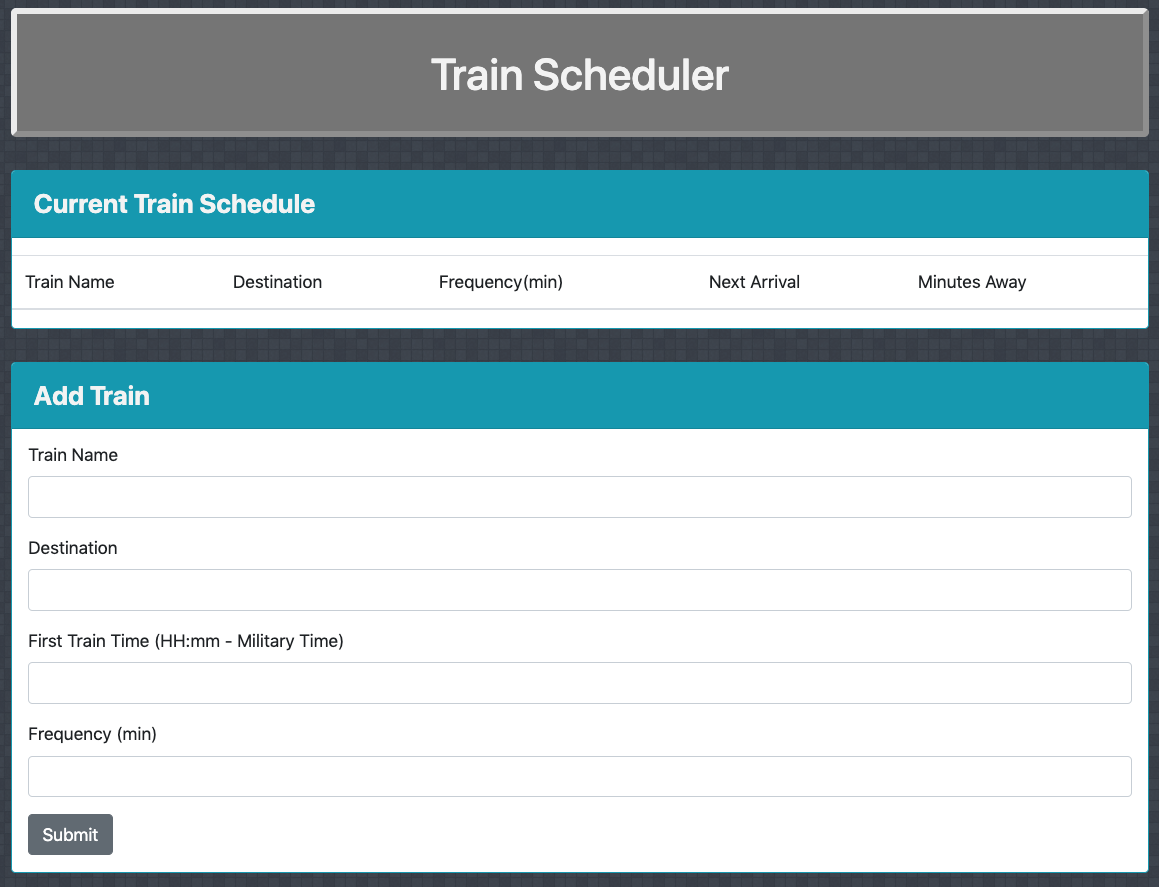 Train Scheduler
Current Train Schedule
Train Name Destination Frequency(min) Next Arrival Minutes Away
Add Train
Train Name
Destination
First Train Time (HH:mm - Military Time)
Frequency (min)
Submit